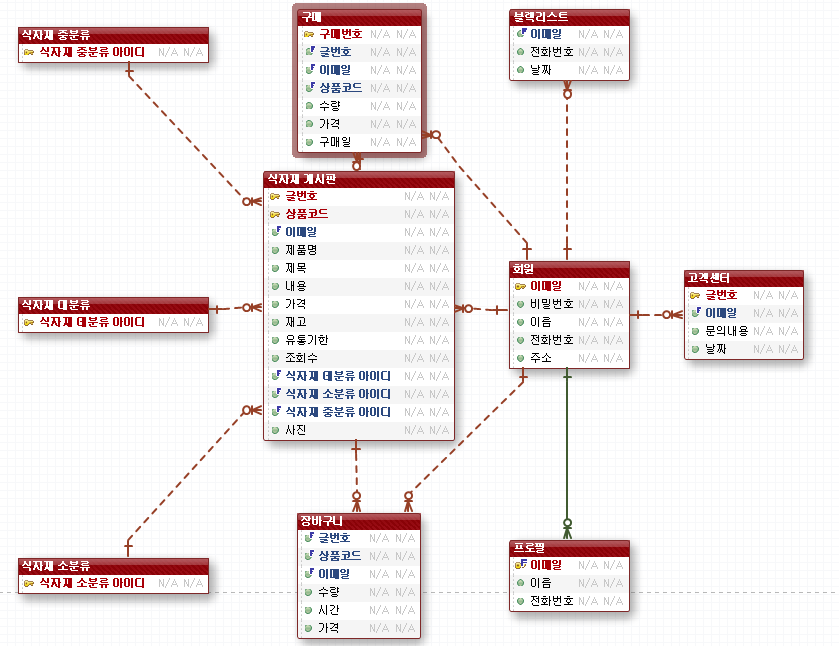 식자재 중분류
식자재 중분류 아이디 N/A N/A
구매
구매번호 N/A N/A
글번호 N/A N/A
이메일 N/A N/A
상품코드 N/A N/A
수량 N/A N/A
가격 N/A N/A
구매일 N/A N/A
블랙리스트
이메일 N/A N/A
전화번호 N/A N/A
날짜 N/A N/A
식자재 게시판
글번호 N/A N/A
상품코드 N/A N/A
이메일 N/A N/A
제품명 N/A N/A
제목 N/A N/A
내용 N/A N/A
가격 N/A N/A
재고 N/A N/A
유통기한 N/A N/A
조회수 N/A N/A
식자재 대분류 아이디 N/A N/A
식자재 소분류 아이디 N/A N/A
식자재 중분류 아이디 N/A N/A
사진 N/A N/A
식자재 대분류
식자재 대분류 아이디 N/A N/A
회원
이메일 N/A N/A
비밀번호 N/A N/A
이름 N/A N/A
전화번호 N/A N/A
주소 N/A N/A
고객센터
글번호 N/A N/A
이메일 N/A N/A
문의내용 N/A N/A
날짜 N/A N/A
식자재 소분류
식자재 소분류 아이디 N/A N/A
장바구니
글번호 N/A N/A
상품코드 N/A N/A
이메일 N/A N/A
수량 N/A N/A
시간 N/A N/A
가격 N/A N/A
프로필
이메일 N/A N/A
이름 N/A N/A
전화번호 N/A N/A